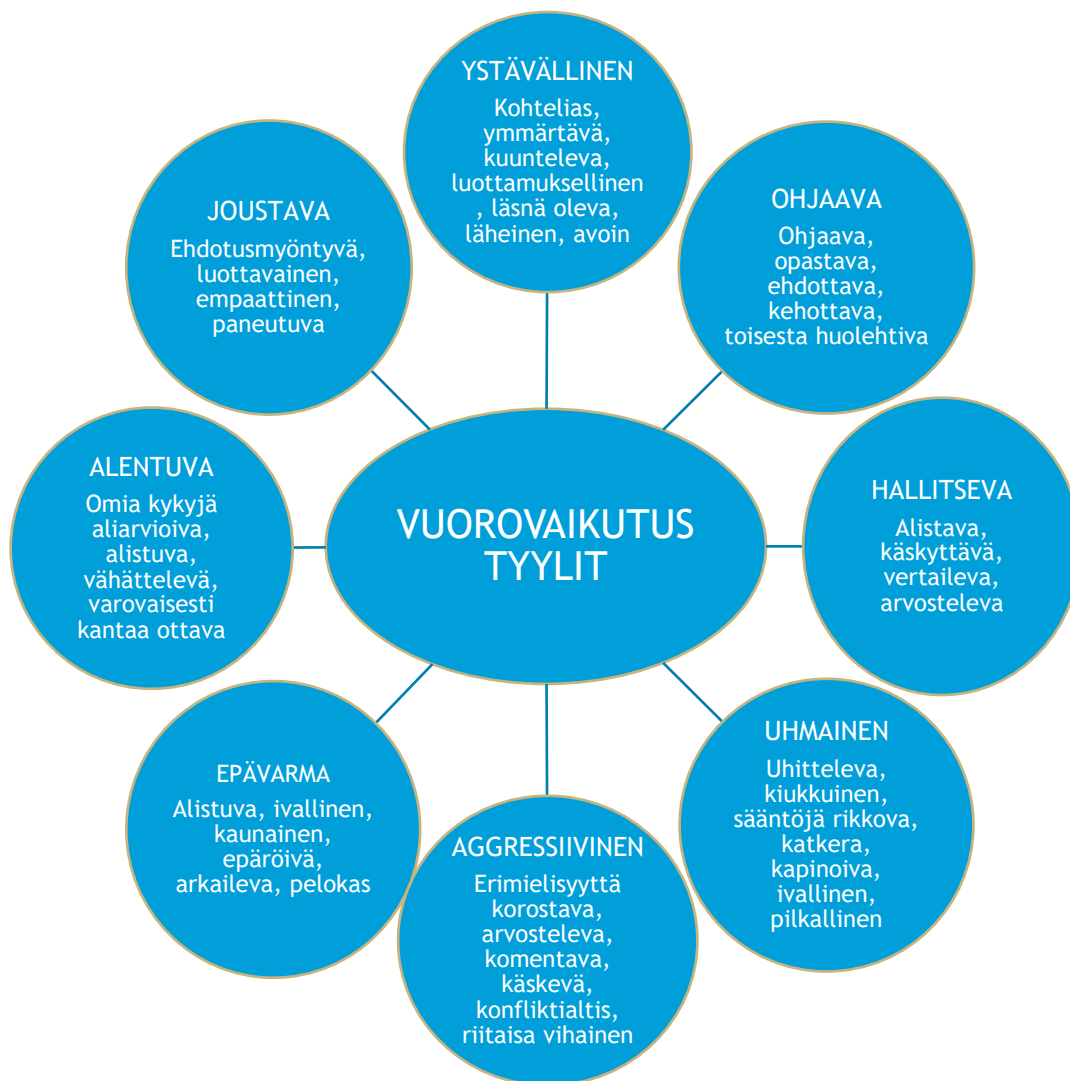 YSTÄVÄLLINEN
Kohtelias,
ymmärtävä,
kuunteleva,
luottamuksellinen
, läsnä oleva,
läheinen, avoin
OHJAAVA
Ohjaava,
opastava,
ehdottava,
kehottava,
toisesta huolehtiva
HALLITSEVA
Alistava,
käskyttävä,
vertaileva,
arvosteleva
UHMAINEN
Uhitteleva,
kiukkuinen,
sääntöjä rikkova,
katkera,
kapinoiva,
ivallinen,
pilkallinen
AGGRESSIIVINEN
Erimielisyyttä
korostava,
arvosteleva,
komentava,
käskevä,
konfliktialtis,
riitaisa vihainen
EPÄVARMA
Alistuva, ivallinen,
kaunainen,
epäröivä,
arkaileva, pelokas
ALENTUVA
Omia kykyjä
aliarvioiva,
alistuva,
vähättelevä,
varovaisesti
kantaa ottava
JOUSTAVA
Ehdotusmyöntyvä,
luottavainen,
empaattinen,
paneutuva
VUOROVAIKUTUS
TYYLIT